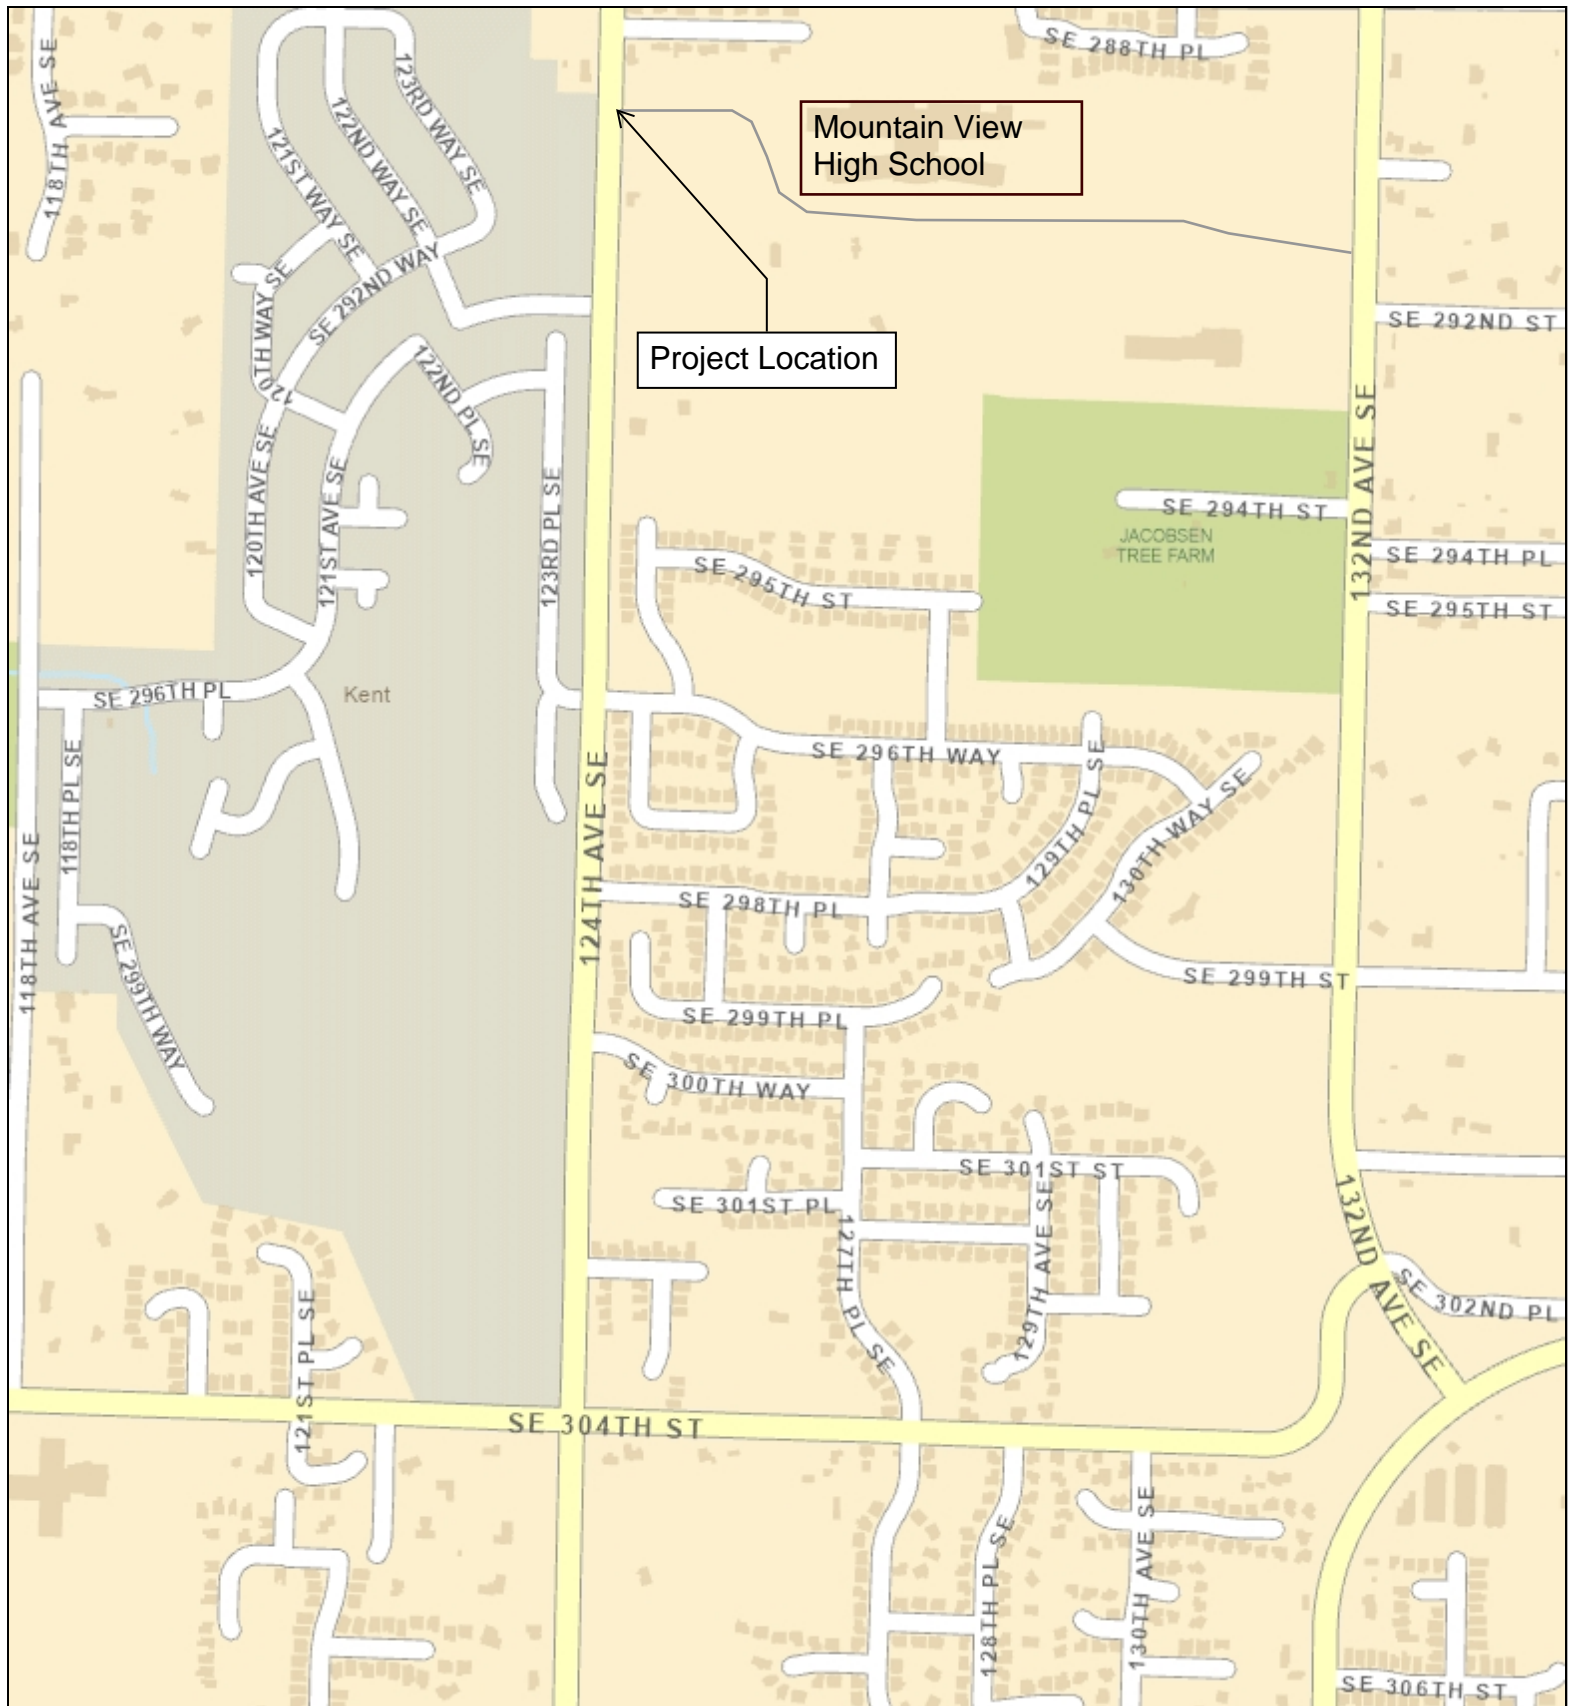 SE 288TH PL
118TH AVE SE
123RD WAY SE
122ND WAY SE
121ST WAY SE
Mountain View
High School
118TH AVE SE
SE 292ND WAY
120TH WAY SE
SE 292ND ST
Project Location
122ND PL SE
132ND AVE SE
120TH AVE SE
121ST AVE SE
123RD PL SE
SE 294TH ST
JACOBSEN
TREE FARM
SE 294TH PL
SE 295TH ST
SE 295TH ST
SE 296TH PL
Kent
SE 296TH WAY
118TH PL SE
124TH AVE SE
129TH PL SE
130TH WAY SE
118TH AVE SE
SE 298TH PL
SE 299TH WAY
SE 299TH ST
SE 299TH PL
SE 300TH WAY
SE 301ST ST
SE 301ST PL
127TH PL SE
129TH AVE SE
132ND AVE SE
SE 302ND PL
121ST PL SE
SE 304TH ST
128TH PL SE
130TH AVE SE
SE 306TH ST